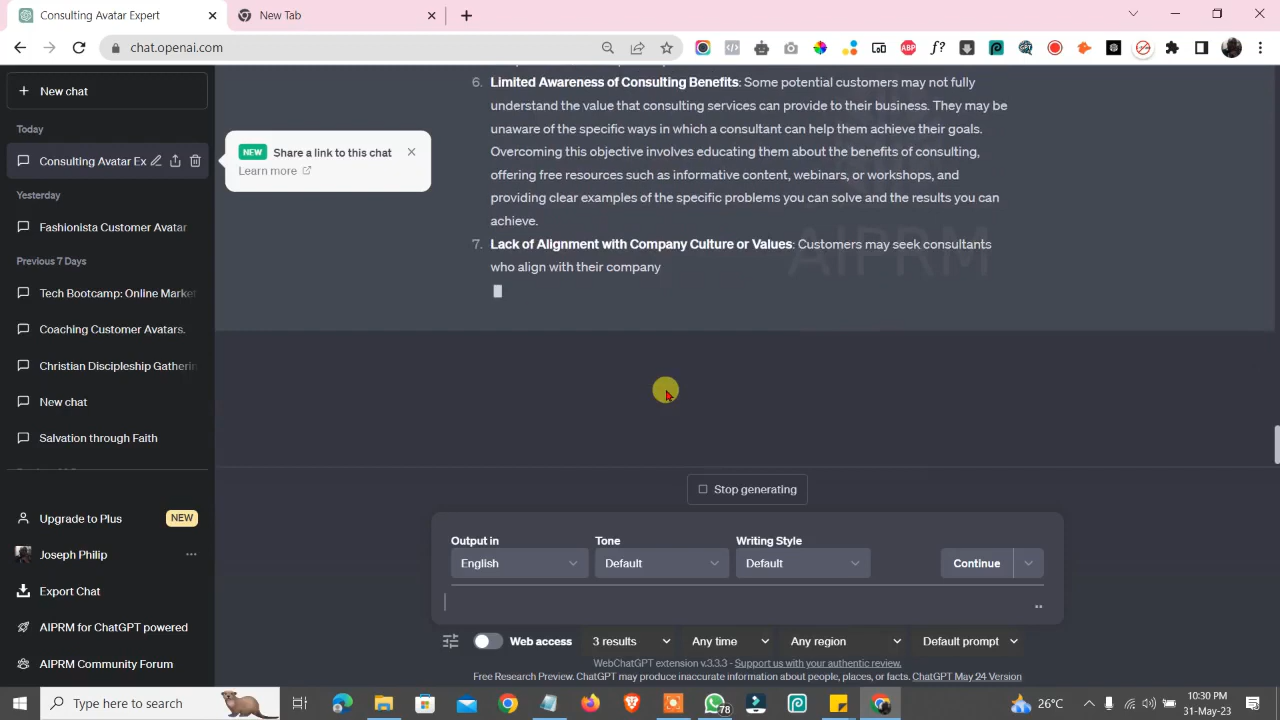 Consulting Avatar Expert
New Tab
chat.openai.com
ABP
f?
New chat
Today
Consulting Avatar Ex
Yesterday
Fashionista Customer Avatar
Previous 7 Days
Tech Bootcamp: Online Market
Coaching Customer Avatars.
Christian Discipleship Gatherin
New chat
Salvation through Faith
Upgrade to Plus
NEW
Joseph Philip
Export Chat
AIPRM for ChatGPT powered
AIPRM Community Forum
NEW Share a link to this chat
Learn more
6. Limited Awareness of Consulting Benefits: Some potential customers may not fully
understand the value that consulting services can provide to their business. They may be
unaware of the specific ways in which a consultant can help them achieve their goals.
Overcoming this objective involves educating them about the benefits of consulting,
offering free resources such as informative content, webinars, or workshops, and
providing clear examples of the specific problems you can solve and the results you can
achieve.
7. Lack of Alignment with Company Culture or Values: Customers may seek consultants
who align with their company
AIPRM
Stop generating
Output in
Tone
Writing Style
English
Default
Default
Continue
Web access
3 results
Any time
Any region
Default prompt
WebChatGPT extension v.3.3.3 - Support us with your authentic review.
Free Research Preview. ChatGPT may produce inaccurate information about people, places, or facts. ChatGPT May 24 Version
Type here to search
78
26°C
10:30 PM
31-May-23